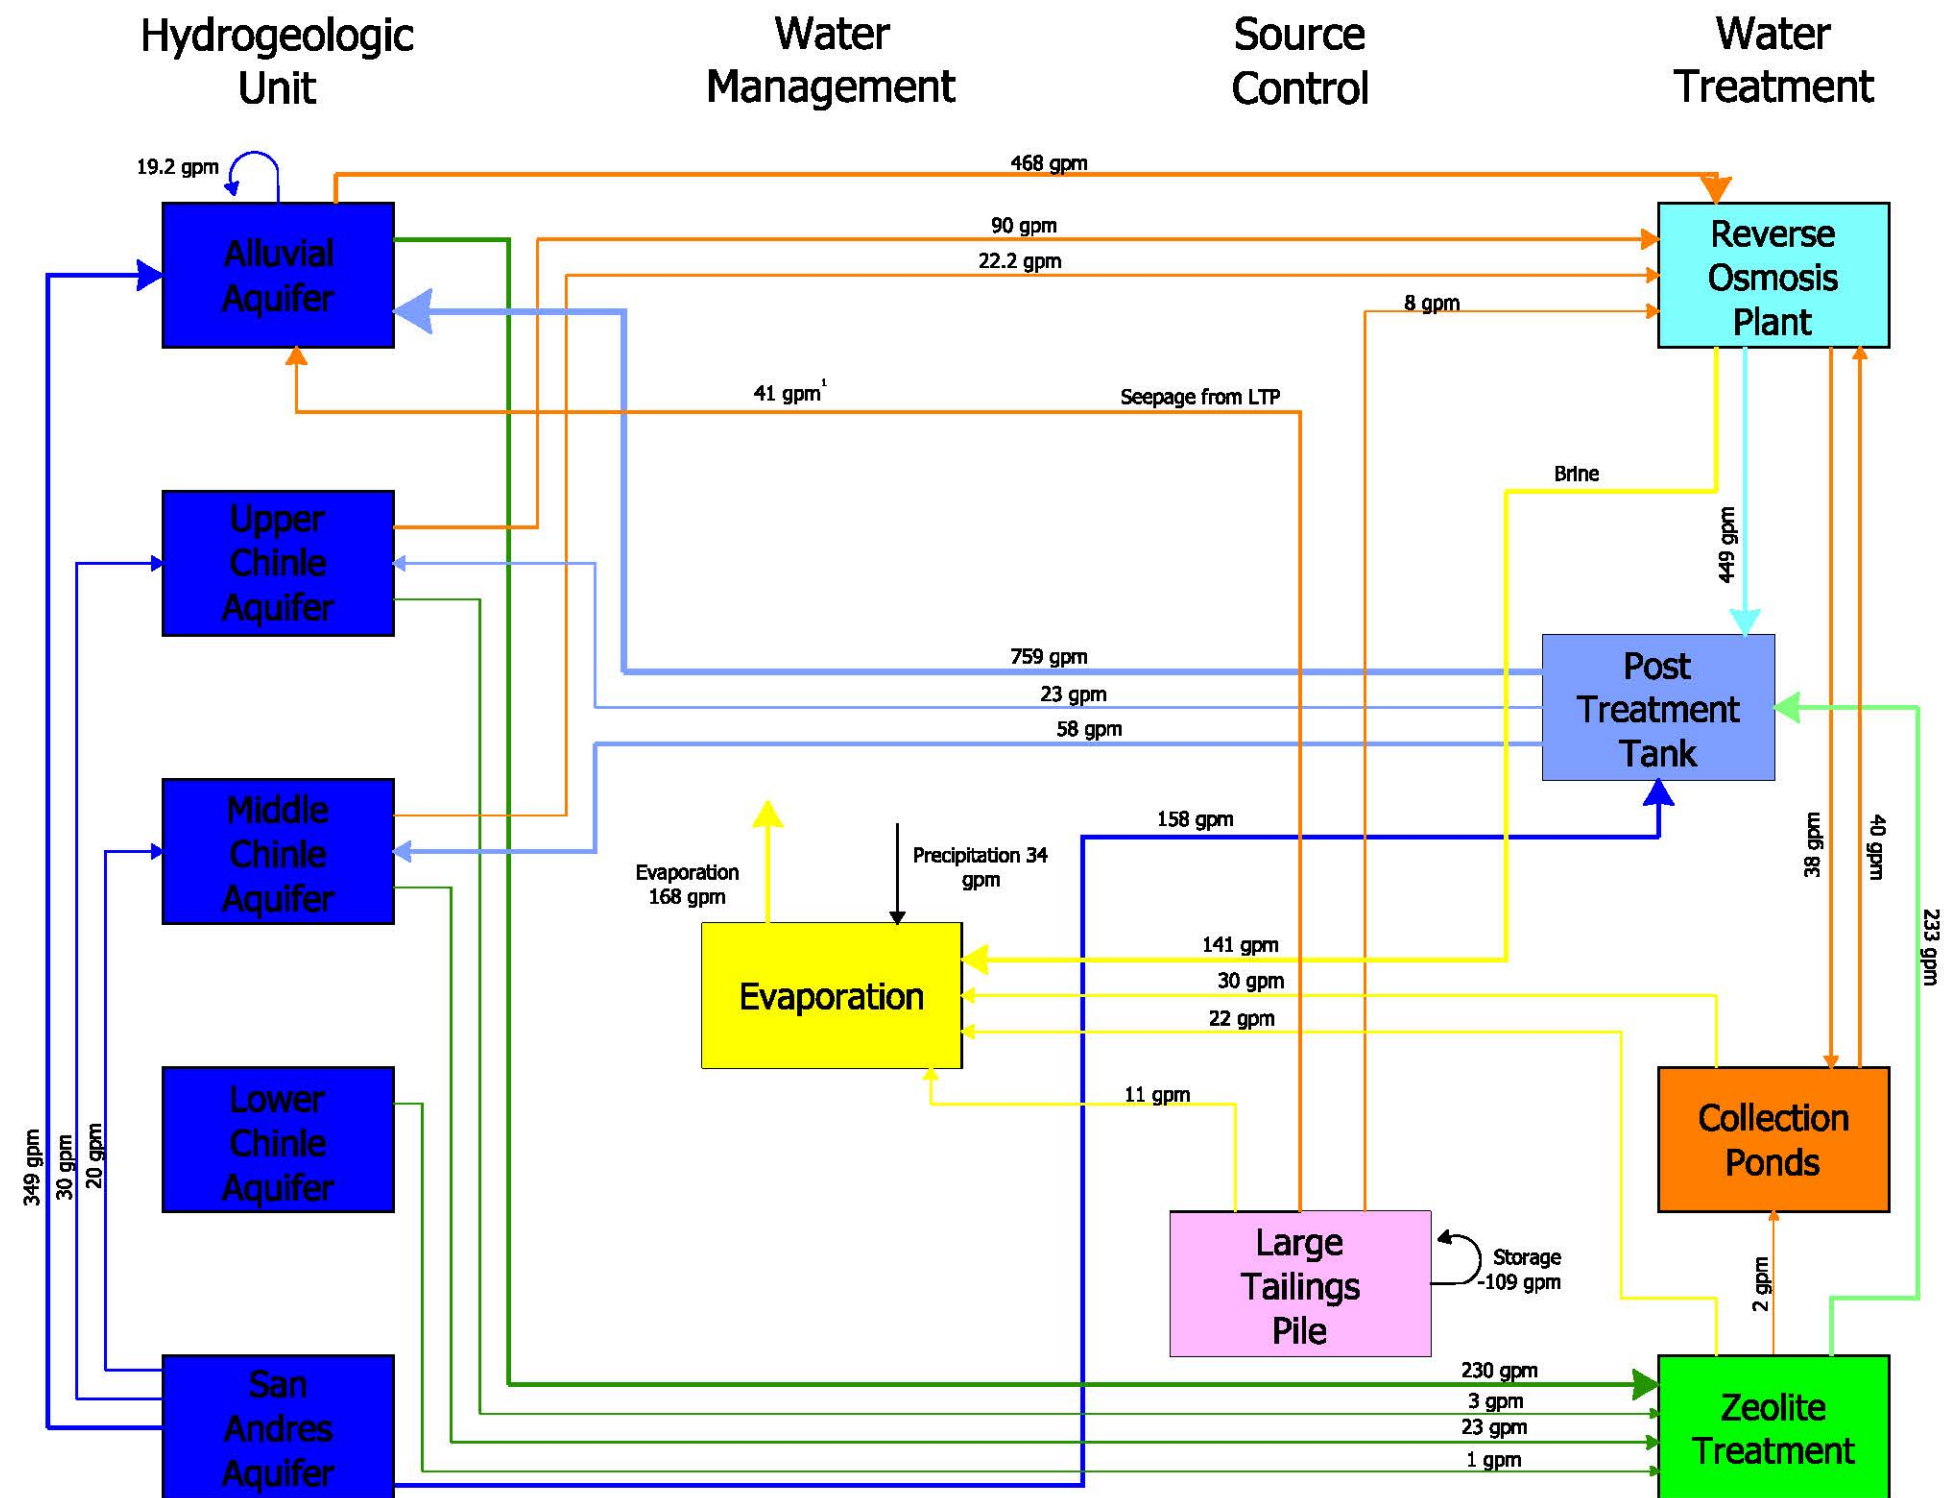 Hydrogeologic
Unit
Water
Management
Source
Control
Water
Treatment
19.2 gpm
468 gpm
Alluvial
Aquifer
90 gpm
22.2 gpm
8 gpm
Reverse
Osmosis
Plant
41 gpm¹
Seepage from LTP
Brine
449 gpm
Upper
Chinle
Aquifer
759 gpm
23 gpm
58 gpm
Post
Treatment
Tank
Middle
Chinle
Aquifer
158 gpm
Evaporation
168 gpm
Precipitation 34
gpm
38 gpm
40 gpm
233 gpm
Evaporation
141 gpm
30 gpm
22 gpm
11 gpm
Lower
Chinle
Aquifer
349 gpm
30 gpm
20 gpm
Collection
Ponds
Large
Tailings
Pile
Storage
-109 gpm
2 gpm
San
Andres
Aquifer
230 gpm
3 gpm
23 gpm
1 gpm
Zeolite
Treatment